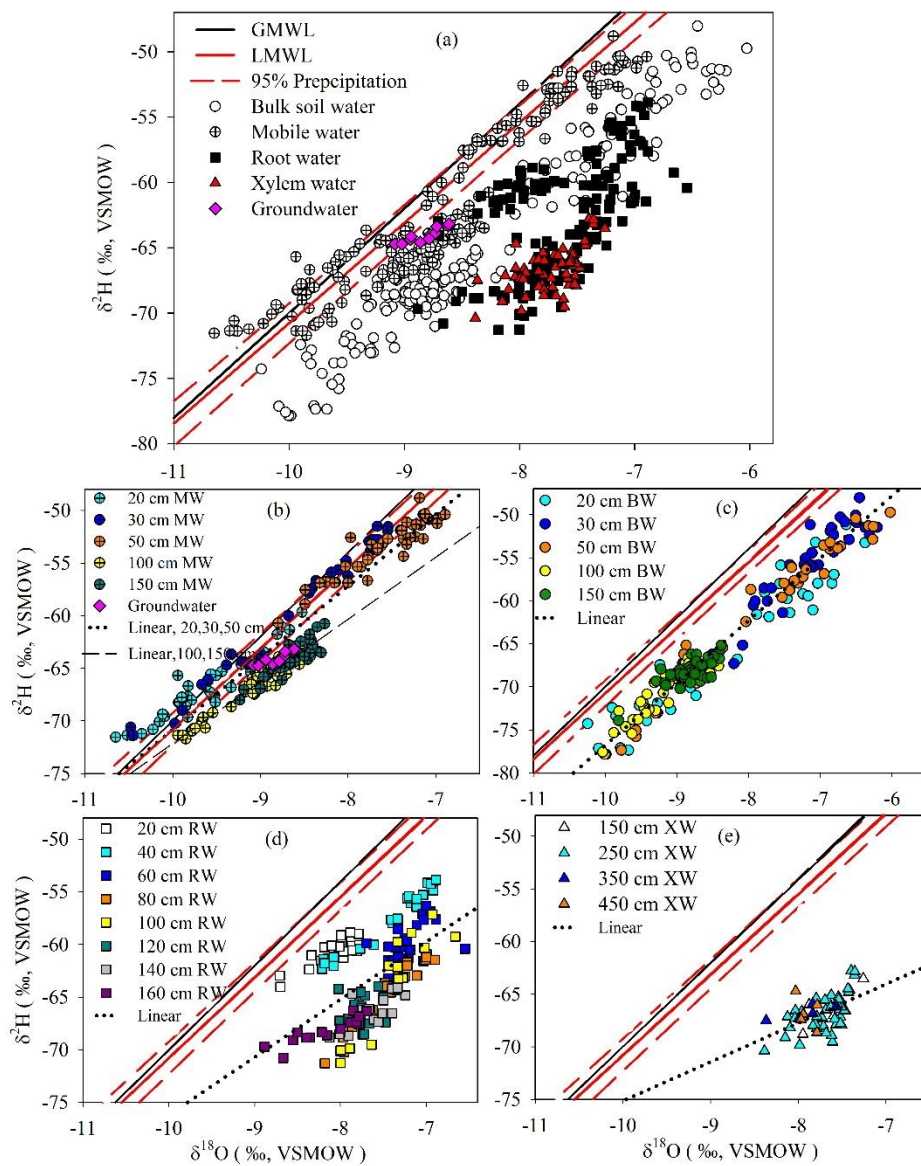 (a)
GMWL
LMWL
95% Prepcipitation
Bulk soil water
Mobile water
Root water
Xylem water
Groundwater
-50
-55
-60
-65
-70
-75
-80
δ²H ( ‰, VSMOW)
-11 -10 -9 -8 -7 -6
(b)
20 cm MW
30 cm MW
50 cm MW
100 cm MW
150 cm MW
Groundwater
Linear, 20,30,50 cm
Linear,100,150 cm
-50
-55
-60
-65
-70
-75
δ²H ( ‰, VSMOW)
-11 -10 -9 -8 -7
(c)
20 cm BW
30 cm BW
50 cm BW
100 cm BW
150 cm BW
Linear
-50
-55
-60
-65
-70
-75
-80
-11 -10 -9 -8 -7 -6
(d)
20 cm RW
40 cm RW
60 cm RW
80 cm RW
100 cm RW
120 cm RW
140 cm RW
160 cm RW
Linear
-50
-55
-60
-65
-70
-75
δ²H ( ‰, VSMOW)
-11 -10 -9 -8 -7
δ¹⁸O ( ‰, VSMOW)
(e)
150 cm XW
250 cm XW
350 cm XW
450 cm XW
Linear
-50
-55
-60
-65
-70
-75
-11 -10 -9 -8 -7
δ¹⁸O ( ‰, VSMOW)